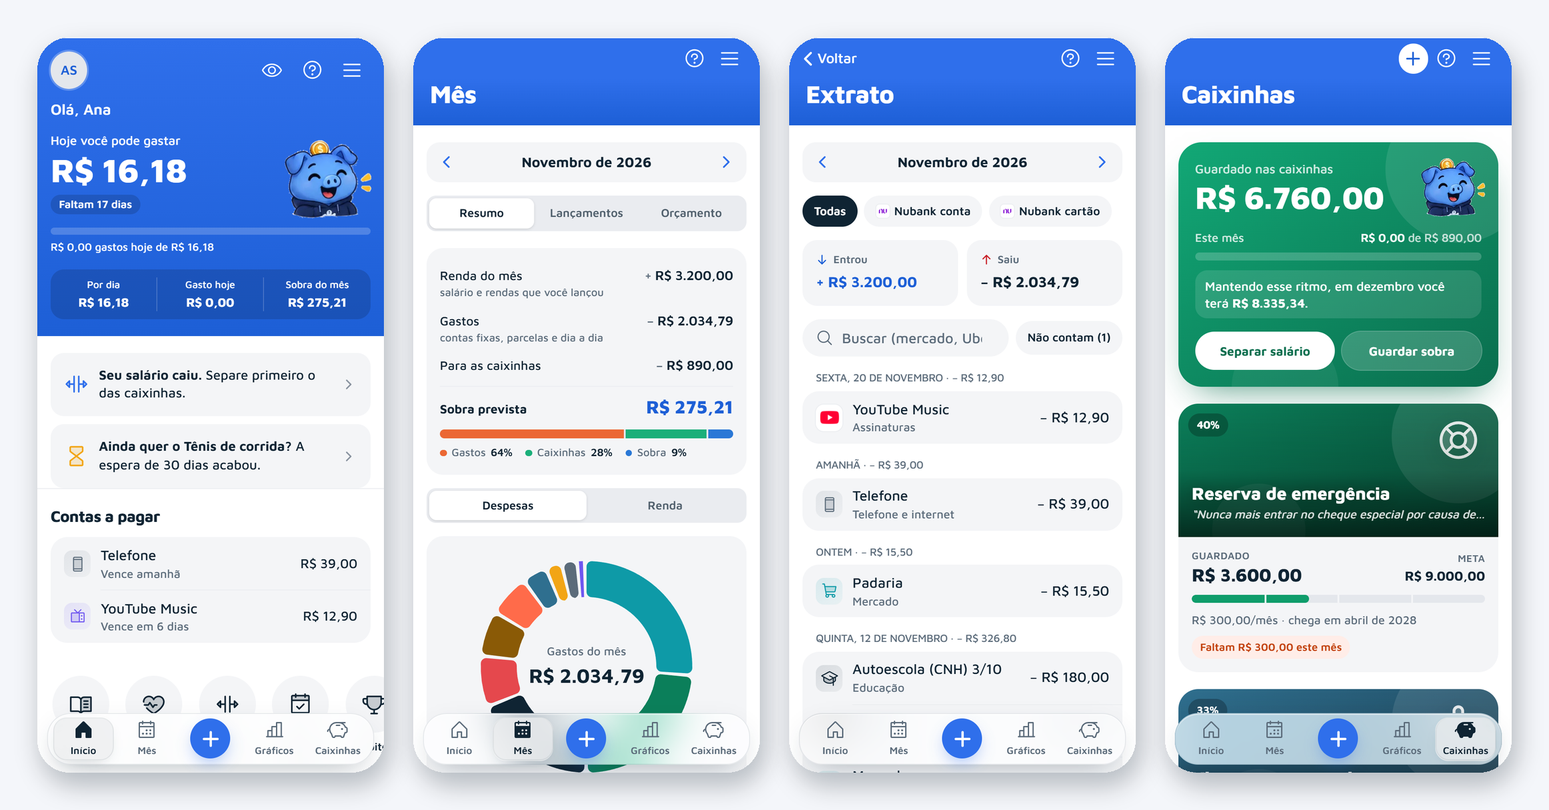 AS
Olá, Ana
Hoje você pode gastar
R$ 16,18
Faltam 17 dias
R$ 0,00 gastos hoje de R$ 16,18
Por dia
R$ 16,18
Gasto hoje
R$ 0,00
Sobra do mês
R$ 275,21
Seu salário caiu. Separe primeiro o
das caixinhas.
Ainda quer o Tênis de corrida? A
espera de 30 dias acabou.
Contas a pagar
Telefone
Vence amanhã
R$ 39,00
YouTube Music
Vence em 6 dias
R$ 12,90
Início
Mês
Gráficos
Caixinhas
Mês
Novembro de 2026
Resumo
Lançamentos
Orçamento
Renda do mês
+ R$ 3.200,00
salário e rendas que você lançou
Gastos
– R$ 2.034,79
contas fixas, parcelas e dia a dia
Para as caixinhas
– R$ 890,00
Sobra prevista
R$ 275,21
Gastos 64%
Caixinhas 28%
Sobra 9%
Despesas
Renda
Gastos do mês
R$ 2.034,79
Início
Mês
Gráficos
Caixinhas
Voltar
Extrato
Novembro de 2026
Todas
nu Nubank conta
nu Nubank cartão
Entrou
+ R$ 3.200,00
Saiu
– R$ 2.034,79
Buscar (mercado, Ub
Não contam (1)
SEXTA, 20 DE NOVEMBRO · – R$ 12,90
YouTube Music
Assinaturas
– R$ 12,90
AMANHÃ · – R$ 39,00
Telefone
Telefone e internet
– R$ 39,00
ONTEM · – R$ 15,50
Padaria
Mercado
– R$ 15,50
QUINTA, 12 DE NOVEMBRO · – R$ 326,80
Autoescola (CNH) 3/10
Educação
– R$ 180,00
Início
Mês
Gráficos
Caixinhas
Caixinhas
Guardado nas caixinhas
R$ 6.760,00
Este mês
R$ 0,00 de R$ 890,00
Mantendo esse ritmo, em dezembro você
terá R$ 8.335,34.
Separar salário
Guardar sobra
40%
Reserva de emergência
"Nunca mais entrar no cheque especial por causa de...
GUARDADO
R$ 3.600,00
META
R$ 9.000,00
R$ 300,00/mês · chega em abril de 2028
Faltam R$ 300,00 este mês
33%
Início
Mês
Gráficos
Caixinhas